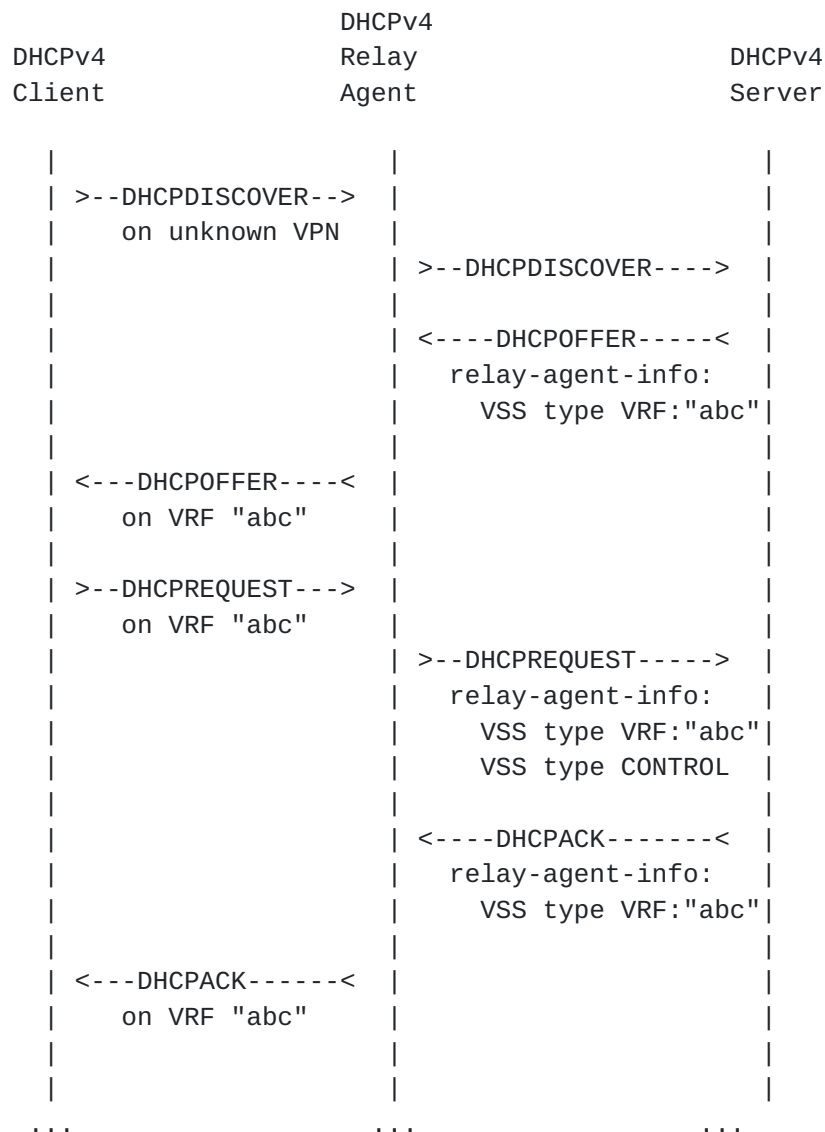 DHCPv4
DHCPv4               Relay                    DHCPv4
Client               Agent                    Server

  |                     |                       |
  | >--DHCPDISCOVER-->  |                       |
  |    on unknown VPN   |                       |
  |                     | >--DHCPDISCOVER---->  |
  |                     |                       |
  |                     | <----DHCPOFFER-----<  |
  |                     |   relay-agent-info:   |
  |                     |     VSS type VRF:"abc"|
  |                     |                       |
  | <---DHCPOFFER----<  |                       |
  |    on VRF "abc"     |                       |
  |                     |                       |
  | >--DHCPREQUEST--->  |                       |
  |    on VRF "abc"     |                       |
  |                     | >--DHCPREQUEST----->  |
  |                     |   relay-agent-info:   |
  |                     |     VSS type VRF:"abc"|
  |                     |     VSS type CONTROL  |
  |                     |                       |
  |                     | <----DHCPACK-------<  |
  |                     |   relay-agent-info:   |
  |                     |     VSS type VRF:"abc"|
  |                     |                       |
  | <---DHCPACK------<  |                       |
  |    on VRF "abc"     |                       |
  |                     |                       |
  |                     |                       |
 ...                   ...                  ...